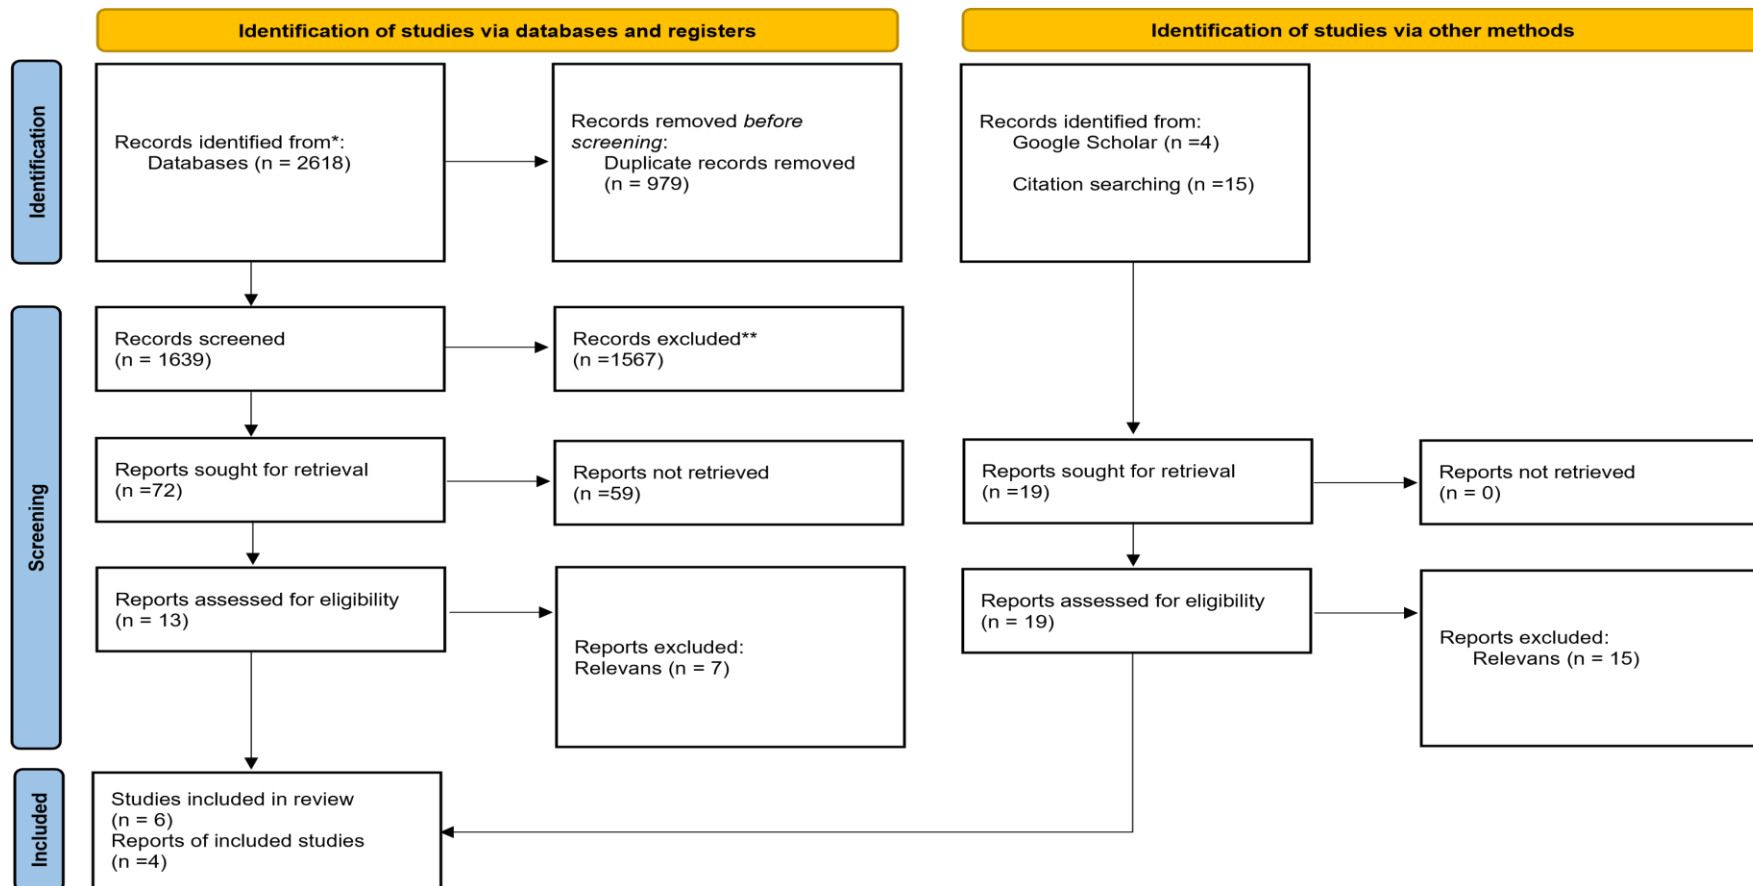 Identification of studies via databases and registers
Identification of studies via other methods
Identification
Records identified from*:
Databases (n = 2618)
Records removed before
screening:
Duplicate records removed
(n = 979)
Records identified from:
Google Scholar (n =4)
Citation searching (n =15)
Screening
Records screened
(n = 1639)
Records excluded**
(n =1567)
Reports sought for retrieval
(n =72)
Reports not retrieved
(n =59)
Reports sought for retrieval
(n =19)
Reports not retrieved
(n = 0)
Reports assessed for eligibility
(n = 13)
Reports excluded:
Relevans (n = 7)
Reports assessed for eligibility
(n = 19)
Reports excluded:
Relevans (n = 15)
Included
Studies included in review
(n = 6)
Reports of included studies
(n =4)